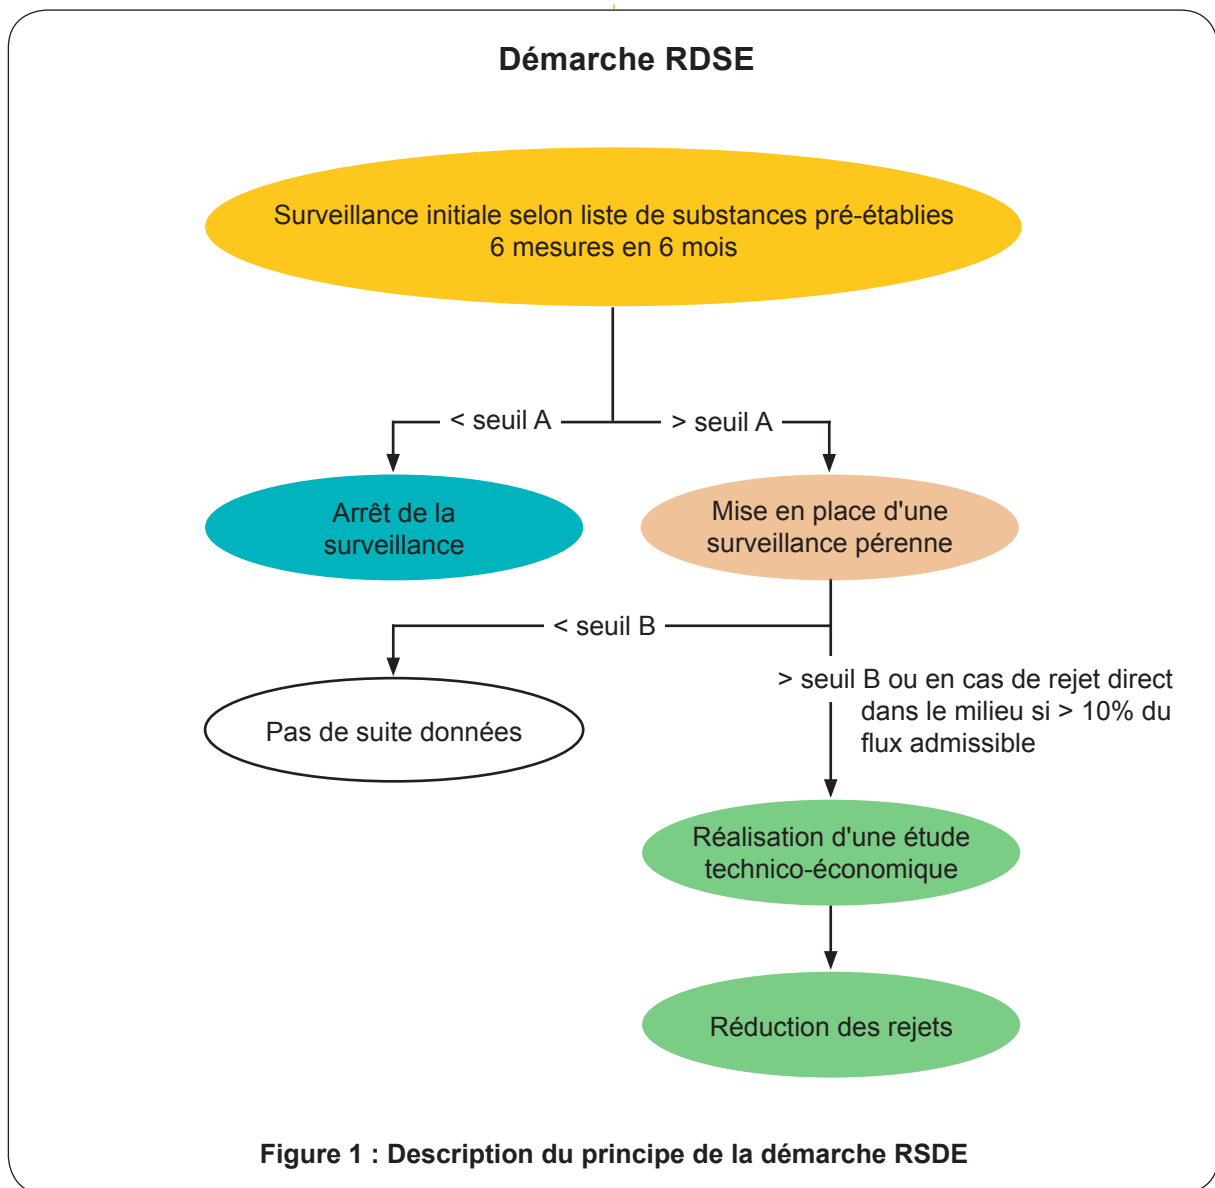 Démarche RDSE
Surveillance initiale selon liste de substances pré-établies
6 mesures en 6 mois
< seuil A
> seuil A
Arrêt de la
surveillance
Mise en place d'une
surveillance pérenne
< seuil B
> seuil B ou en cas de rejet direct
dans le milieu si > 10% du
flux admissible
Pas de suite données
Réalisation d'une étude
technico-économique
Réduction des rejets
Figure 1 : Description du principe de la démarche RSDE